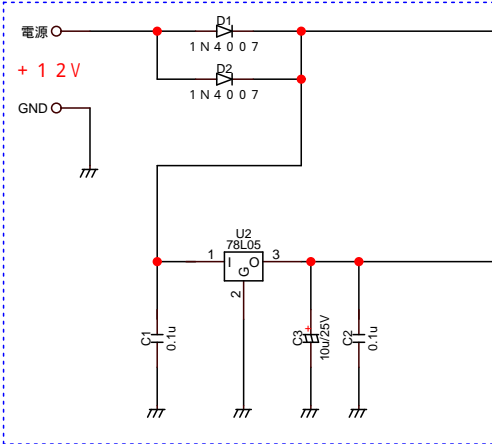 D1
電源
1N4007
+12V
D2
1N4007
GND
U2
78L05
1
I
O
3
G
2
C1
0.1u
C3
+
10u/25V
C2
0.1u